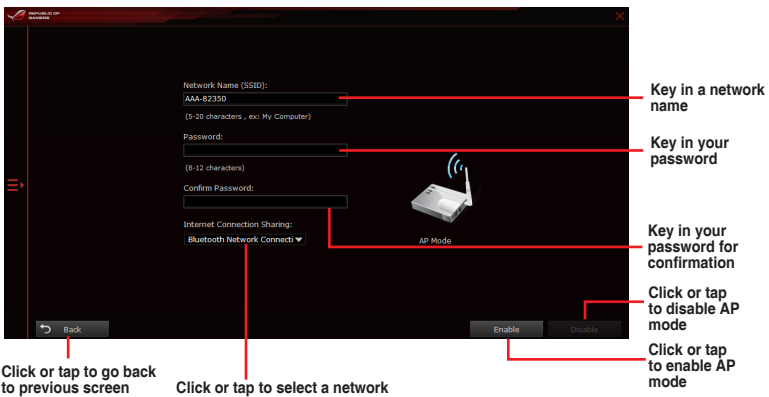 REPUBLIC OF
GAMERS
Network Name (SSID):
AAA-82350
(5-20 characters , ex: My Computer)
Password:
(8-12 characters)
Confirm Password:
Internet Connection Sharing:
Bluetooth Network Connecti
AP Mode
Back
Enable
Disable
Key in a network
name
Key in your
password
Key in your
password for
confirmation
Click or tap
to disable AP
mode
Click or tap
to enable AP
mode
Click or tap to go back
to previous screen
Click or tap to select a network